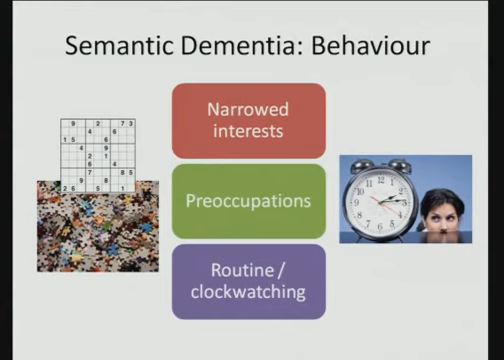 Semantic Dementia: Behaviour
Narrowed
interests
Preoccupations
Routine /
clockwatching